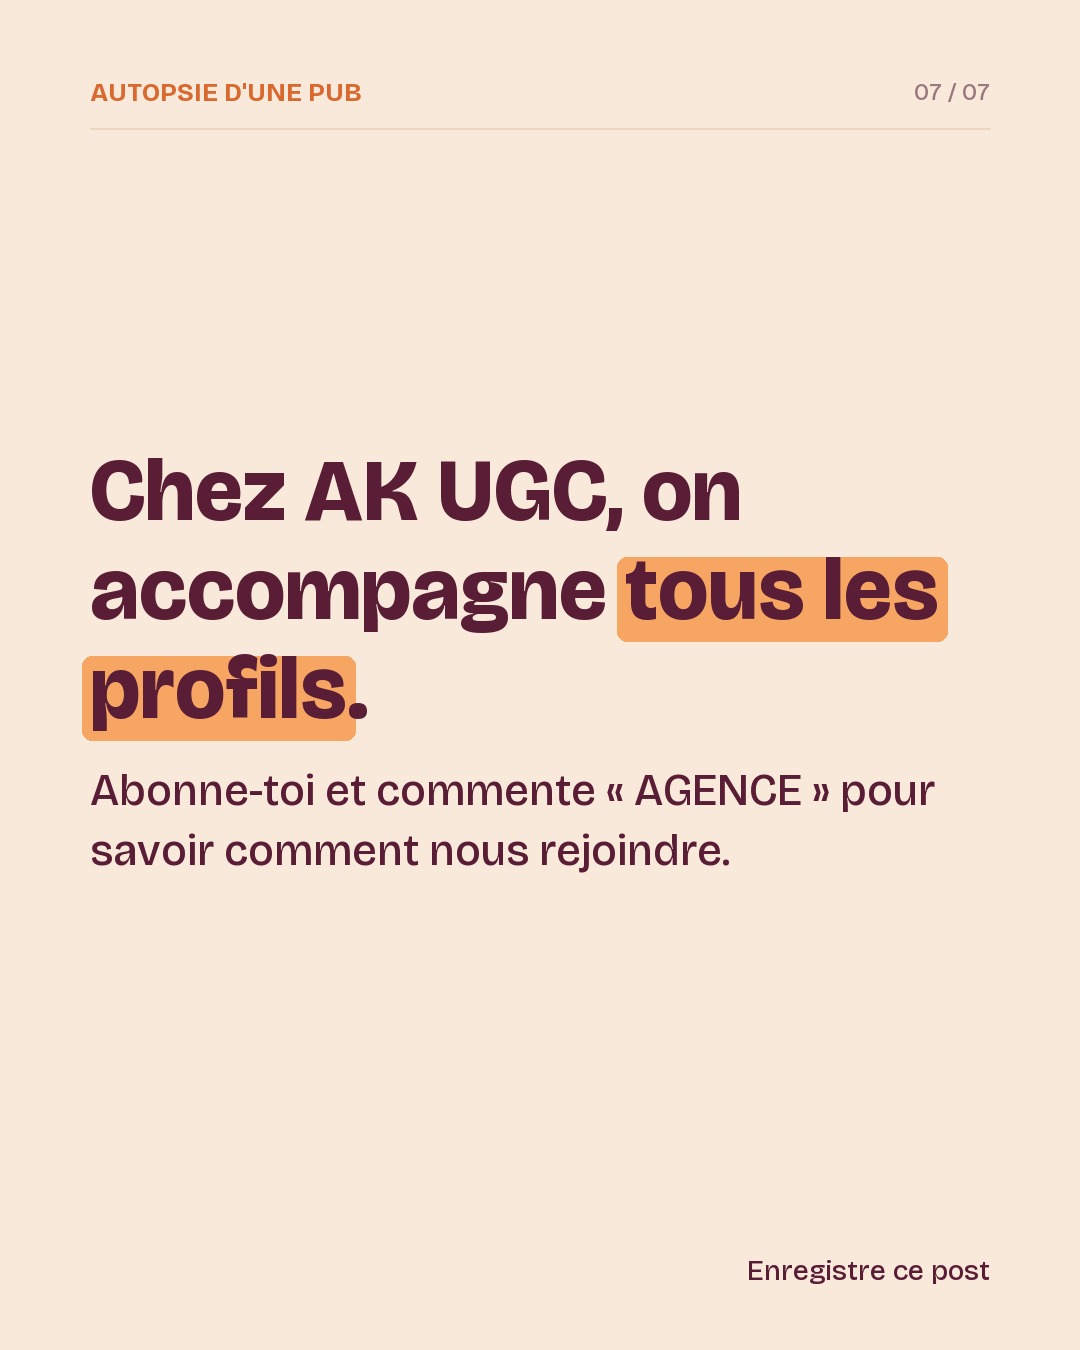 AUTOPSIE D'UNE PUB
07 / 07
Chez AK UGC, on
accompagne tous les
profils.
Abonne-toi et commente « AGENCE » pour
savoir comment nous rejoindre.
Enregistre ce post